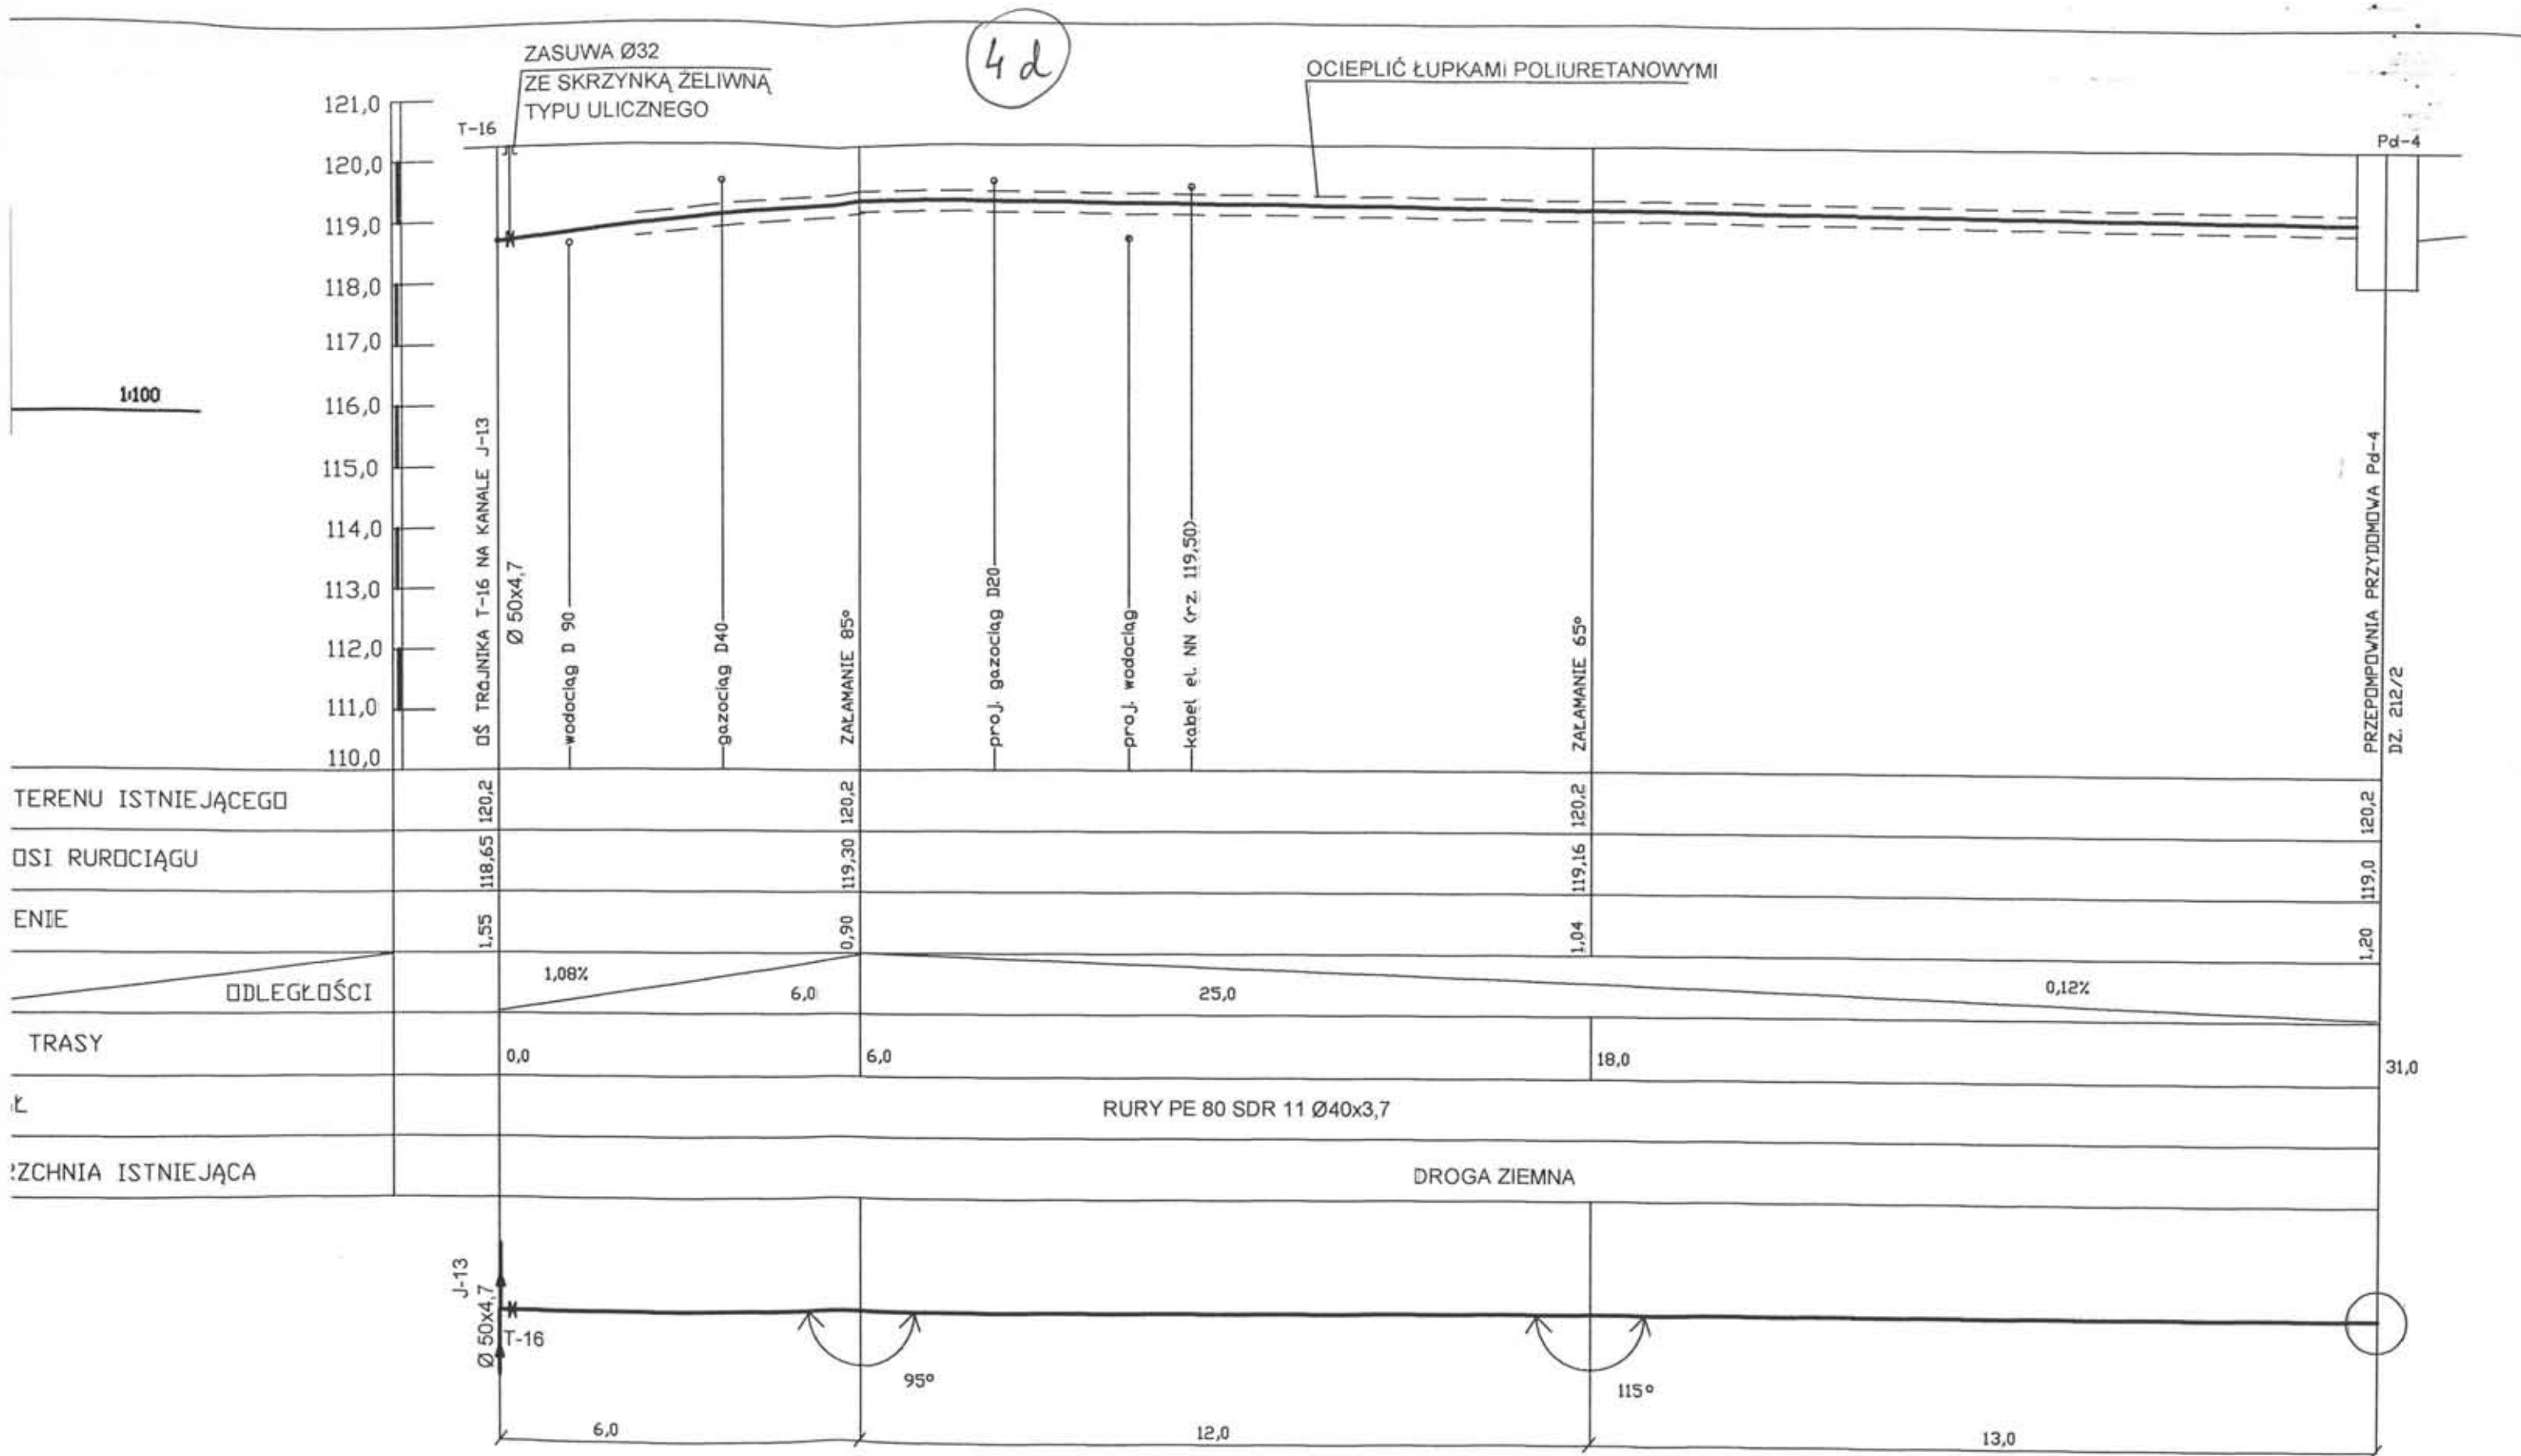 4d
ZASUWA Ø32
ZE SKRZYNKĄ ŻELIWNĄ
TYPU ULICZNEGO
OCIEPLIĆ ŁUPKAMI POLIURETANOWYMI
T-16
Pd-4
121,0
120,0
119,0
118,0
117,0
116,0
115,0
114,0
113,0
112,0
111,0
110,0
1:100
OŚ TRÓJNIKA T-16 NA KANALE J-13
Ø 50x4,7
wodociąg D 90
gazociąg D40
ZAŁAMANIE 85°
proj. gazociąg D20
proj. wodociąg
kabel el. NN (rz. 119,50)
ZAŁAMANIE 65°
PRZEPOMPOWNIA PRZYDOMOWA Pd-4
DZ. 212/2
TERENU ISTNIEJĄCEGO
120,2
120,2
120,2
120,2
OSI RUROCIĄGU
118,65
119,30
119,16
119,0
ENIE
1,55
0,90
1,04
1,20
ODLEGŁOŚCI
1,08%
6,0
25,0
0,12%
TRASY
0,0
6,0
18,0
31,0
Ł
RURY PE 80 SDR 11 Ø40x3,7
RZCHNIA ISTNIEJĄCA
DROGA ZIEMNA
J-13
Ø 50x4,7
T-16
95°
115°
6,0
12,0
13,0